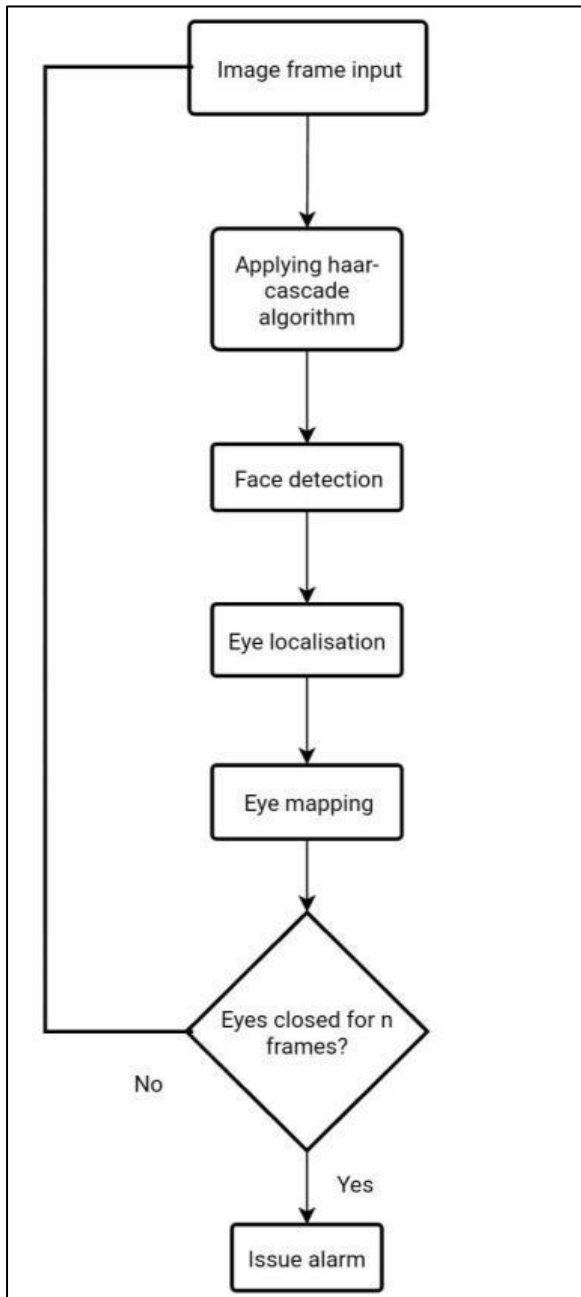 Image frame input
Applying haar-
cascade
algorithm
Face detection
Eye localisation
Eye mapping
Eyes closed for n
frames?
No
Yes
Issue alarm